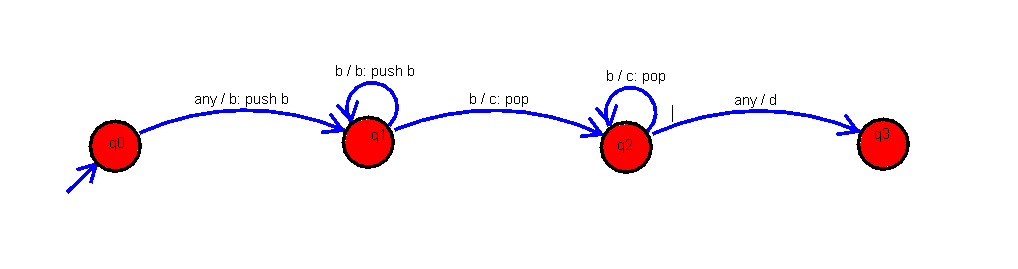 b / b: push b
b / c: pop
any / b: push b
b / c: pop
any / d
q0
q1
q2
q3